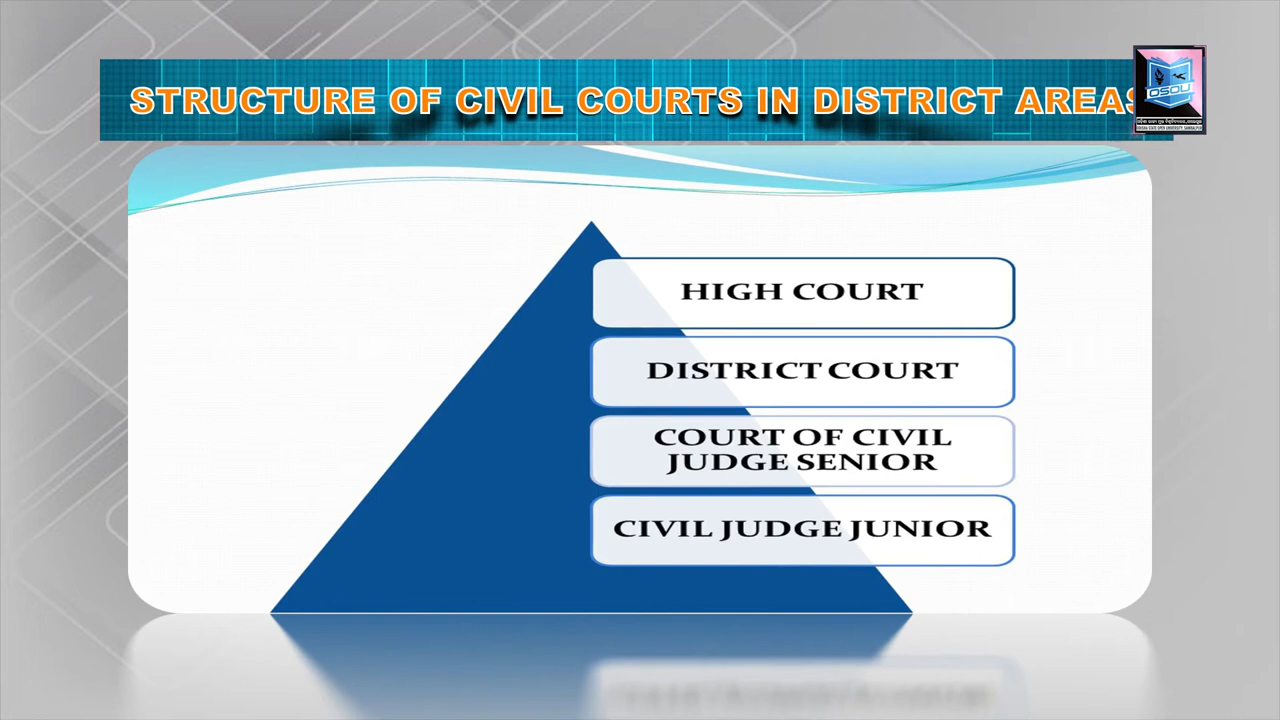 STRUCTURE OF CIVIL COURTS IN DISTRICT AREAS
OSOU
HIGH COURT
DISTRICT COURT
COURT OF CIVIL
JUDGE SENIOR
CIVIL JUDGE JUNIOR